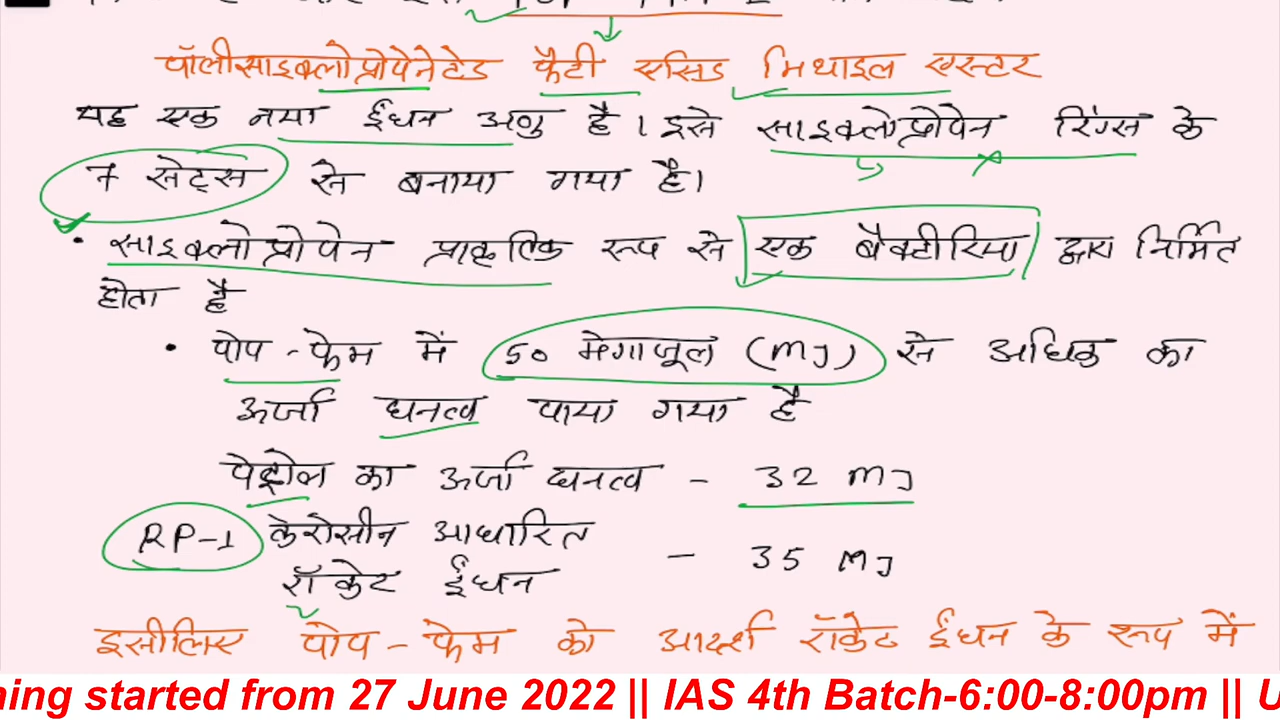 पॉलीसाइक्लोप्रोपेनेटेड फैटी एसिड मिथाइल एस्टर
यह एक नया ईंधन अणु है। इसे साइक्लोप्रोपेन रिंग्स के
7 सेट्स से बनाया गया है।
• साइक्लोप्रोपेन प्राकृतिक रूप से एक बैक्टीरिया द्वारा निर्मित
होता है
• पोप-फेम में 50 मेगाजूल (MJ) से अधिक का
ऊर्जा घनत्व पाया गया है
पेट्रोल का ऊर्जा घनत्व - 32 MJ
RP-1 केरोसीन आधारित
रॉकेट ईंधन - 35 MJ
इसीलिए पोप-फेम को आदर्श रॉकेट ईंधन के रूप में
ning started from 27 June 2022 || IAS 4th Batch-6:00-8:00pm || U